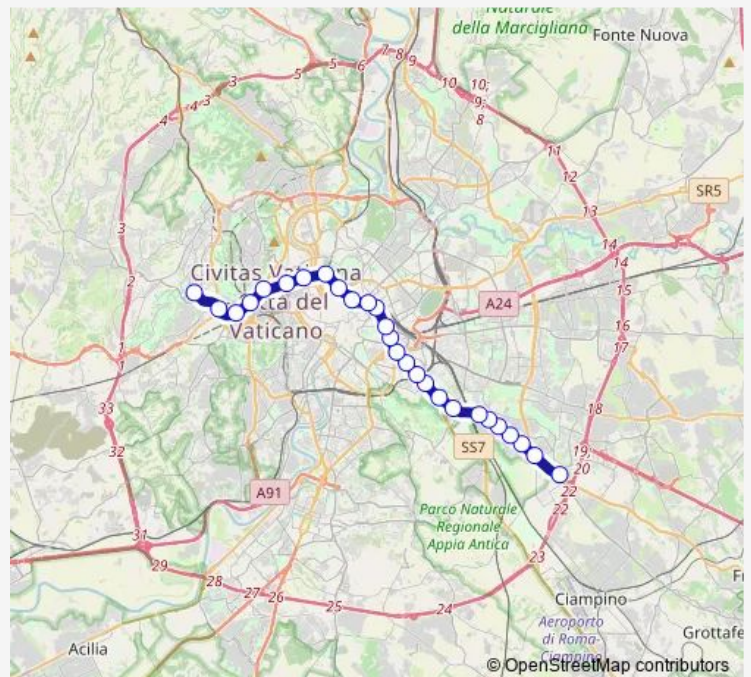 Naturale
della Marcigliana
Fonte Nuova
7
8
9
6
5
5
10
10;
9;
8
3
3
4
4
11
1
12
3
13
SR5
14
14
2
15
Civitas Vaticana
del
Vaticano
A24
16
1
17
1
33
18
32
SS7
19;
20
A91
22
22
Parco Naturale
Regionale
Appia Antica
31
23
29
28
27
26
25
24
Ciampino
Aeroporto
di Roma-
Ciampino
Grottafe
Acilia
© OpenStreetMap contributors